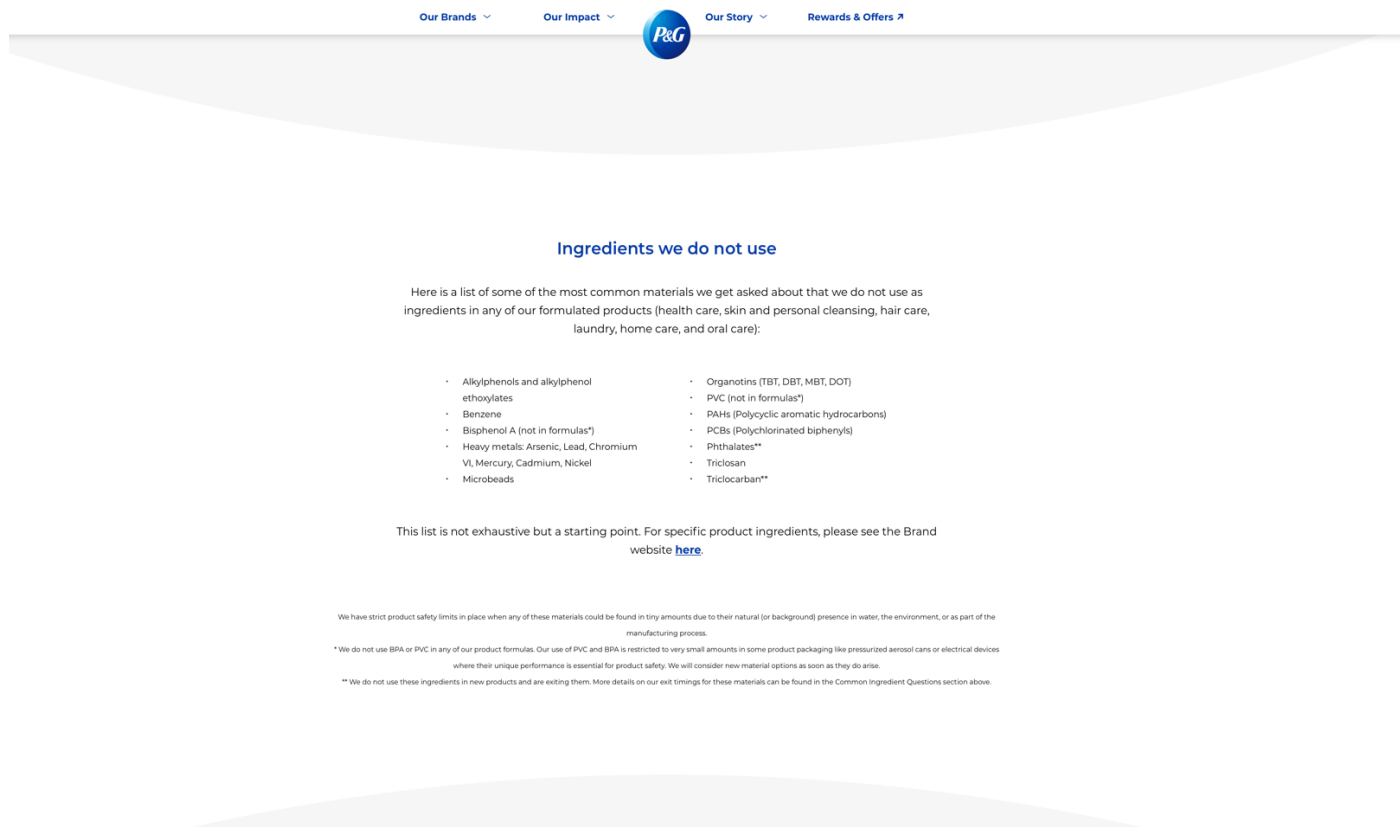 Our Brands
Our Impact
P&G
Our Story
Rewards & Offers
Ingredients we do not use
Here is a list of some of the most common materials we get asked about that we do not use as
ingredients in any of our formulated products (health care, skin and personal cleansing, hair care,
laundry, home care, and oral care):
· Alkylphenols and alkylphenol
ethoxylates
· Benzene
· Bisphenol A (not in formulas*)
· Heavy metals: Arsenic, Lead, Chromium
VI, Mercury, Cadmium, Nickel
· Microbeads
· Organotins (TBT, DBT, MBT, DOT)
· PVC (not in formulas*)
· PAHs (Polycyclic aromatic hydrocarbons)
· PCBs (Polychlorinated biphenyls)
· Phthalates**
· Triclosan
· Triclocarban**
This list is not exhaustive but a starting point. For specific product ingredients, please see the Brand
website here.
We have strict product safety limits in place when any of these materials could be found in tiny amounts due to their natural (or background) presence in water, the environment, or as part of the
manufacturing process.
* We do not use BPA or PVC in any of our product formulas. Our use of PVC and BPA is restricted to very small amounts in some product packaging like pressurized aerosol cans or electrical devices
where their unique performance is essential for product safety. We will consider new material options as soon as they do arise.
** We do not use these ingredients in new products and are exiting them. More details on our exit timings for these materials can be found in the Common Ingredient Questions section above.